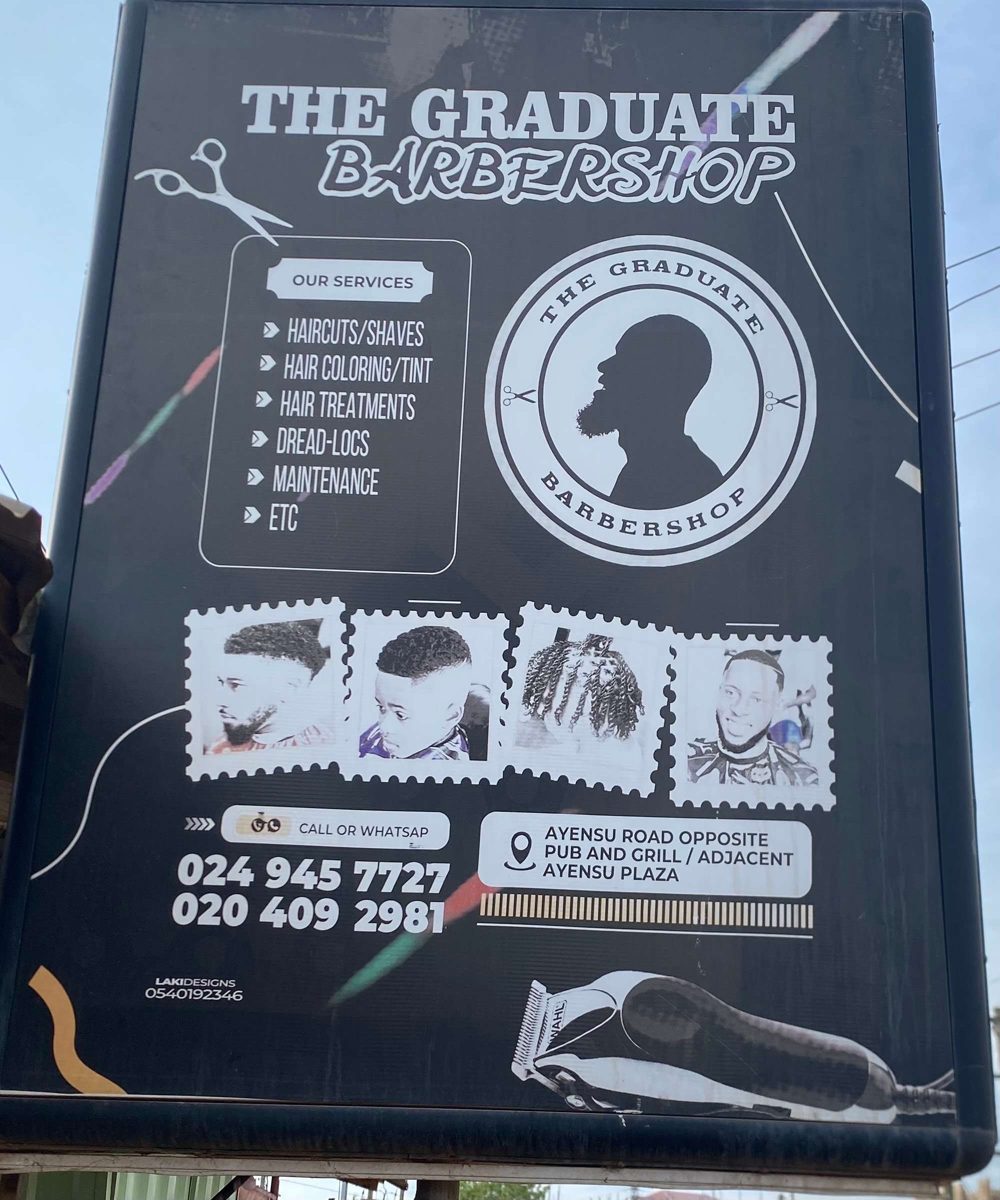 THE GRADUATE
BARBERSHOP
OUR SERVICES
HAIRCUTS/SHAVES
HAIR COLORING/TINT
HAIR TREATMENTS
DREAD-LOCS
MAINTENANCE
ETC
THE GRADUATE
BARBERSHOP
CALL OR WHATSAP
024 945 7727
020 409 2981
AYENSU ROAD OPPOSITE
PUB AND GRILL / ADJACENT
AYENSU PLAZA
LAKIDESIGNS
0540192346
WAHL